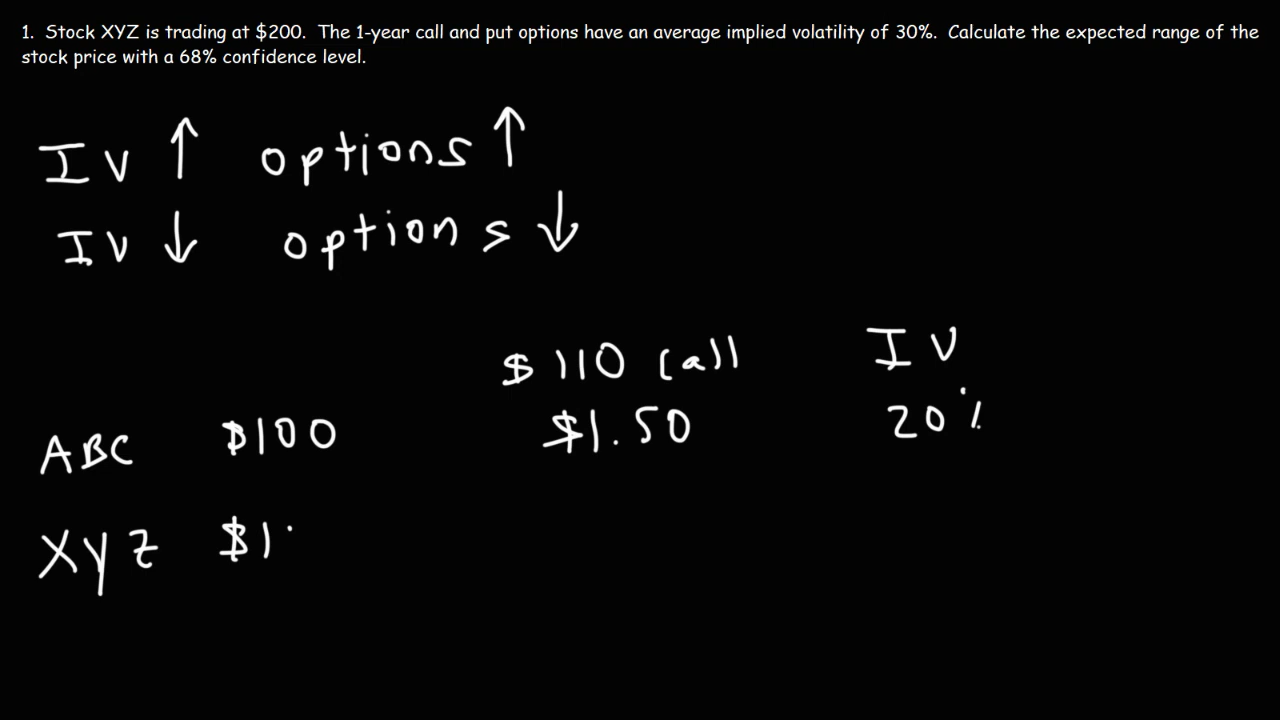 1. Stock XYZ is trading at $200. The 1-year call and put options have an average implied volatility of 30%. Calculate the expected range of the
stock price with a 68% confidence level.
IV ↑ options ↑
IV ↓ options ↓
$110 call IV
ABC $100 $1.50 20%
XYZ $1